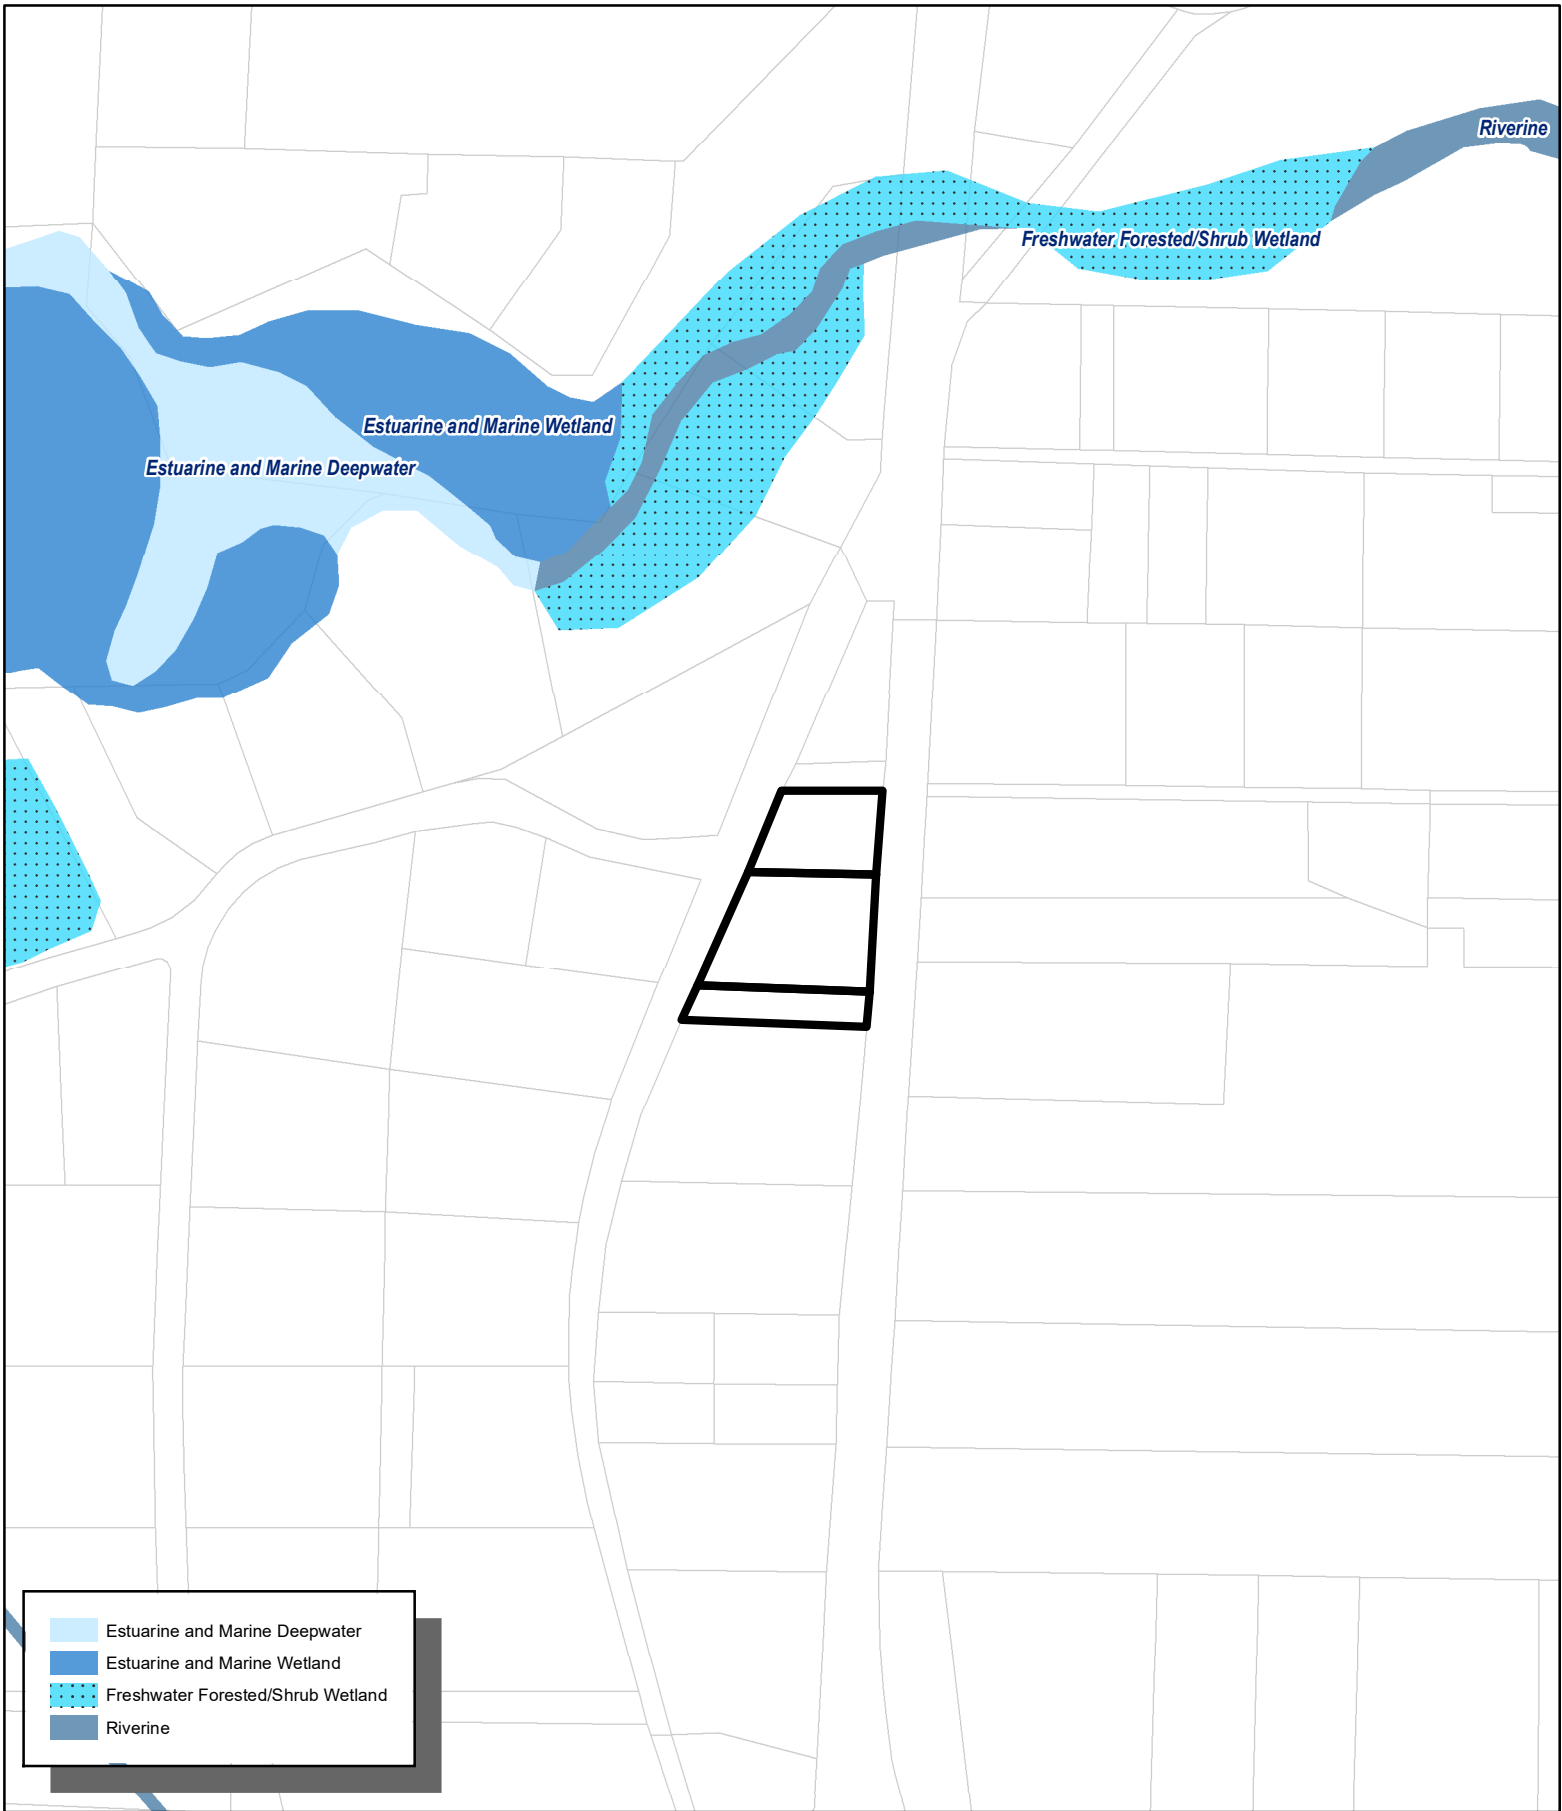 Riverine
Freshwater Forested/Shrub Wetland
Estuarine and Marine Wetland
Estuarine and Marine Deepwater
Estuarine and Marine Deepwater
Estuarine and Marine Wetland
Freshwater Forested/Shrub Wetland
Riverine